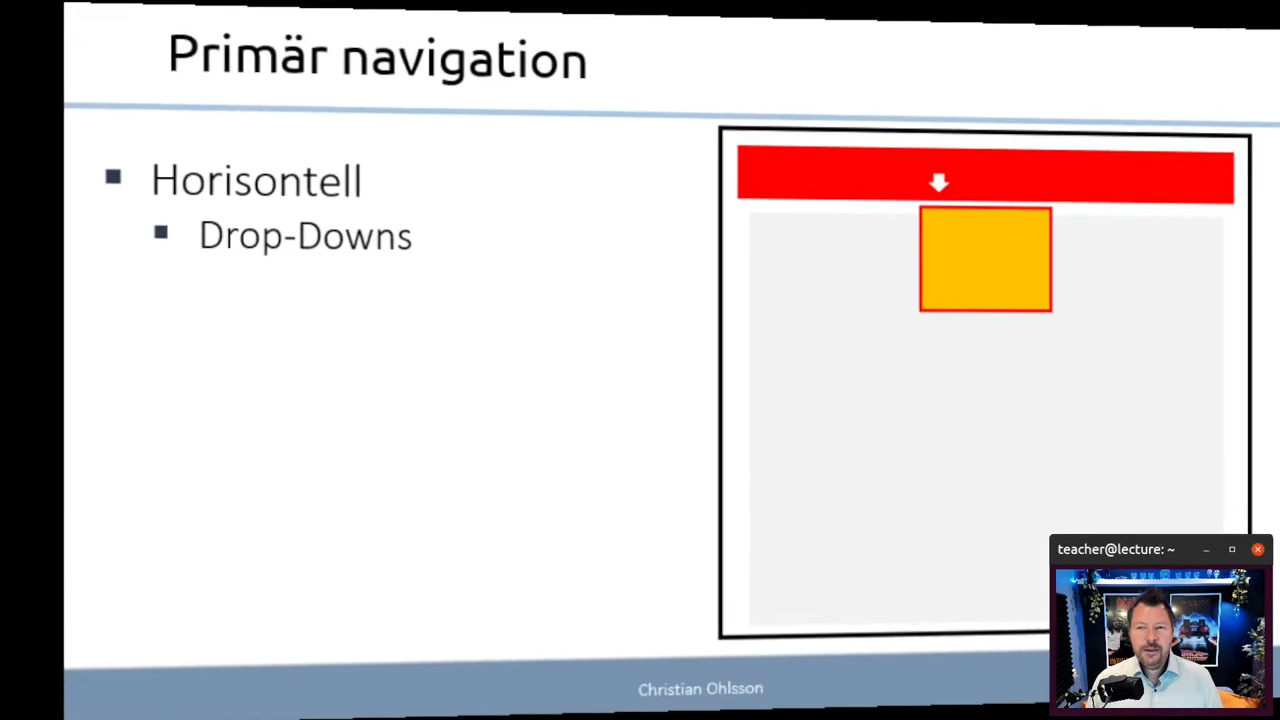 Primär navigation
Horisontell
Drop-Downs
teacher@lecture: ~
Christian Ohlsson